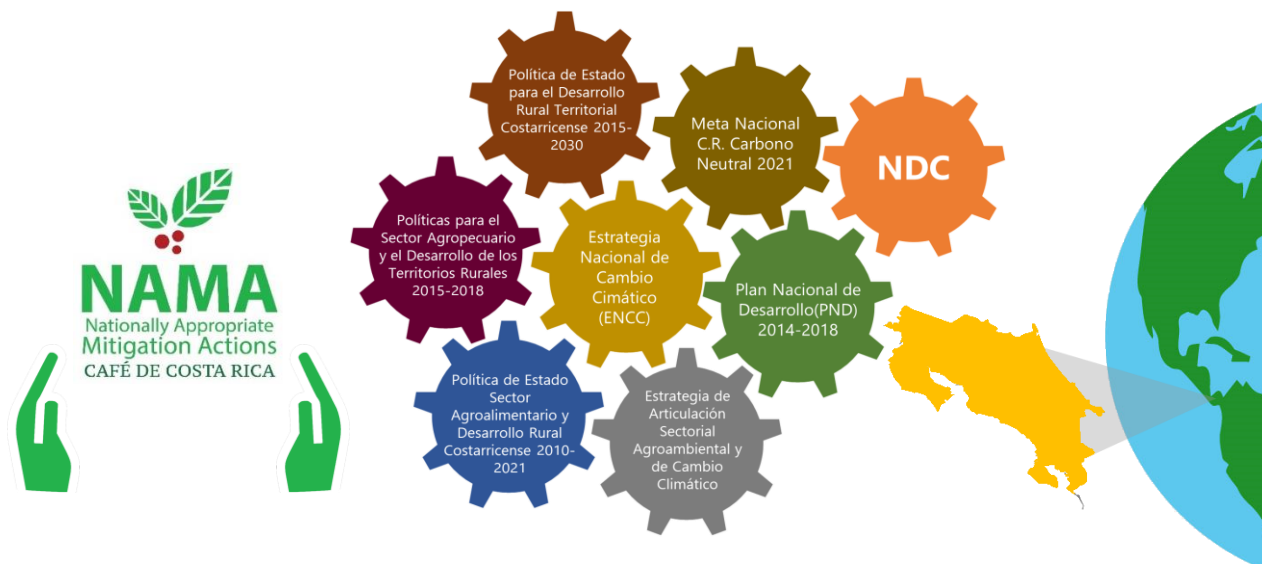 NAMA
Nationally Appropriate
Mitigation Actions
CAFÉ DE COSTA RICA
Política de Estado
para el Desarrollo
Rural Territorial
Costarricense 2015-
2030
Meta Nacional
C.R. Carbono
Neutral 2021
NDC
Políticas para el
Sector Agropecuario
y el Desarrollo de los
Territorios Rurales
2015-2018
Estrategia
Nacional de
Cambio
Cimático
(ENCC)
Plan Nacional de
Desarrollo(PND)
2014-2018
Política de Estado
Sector
Agroalimentario y
Desarrollo Rural
Costarricense 2010-
2021
Estrategia de
Articulación
Sectorial
Agroambiental y
de Cambio
Climático